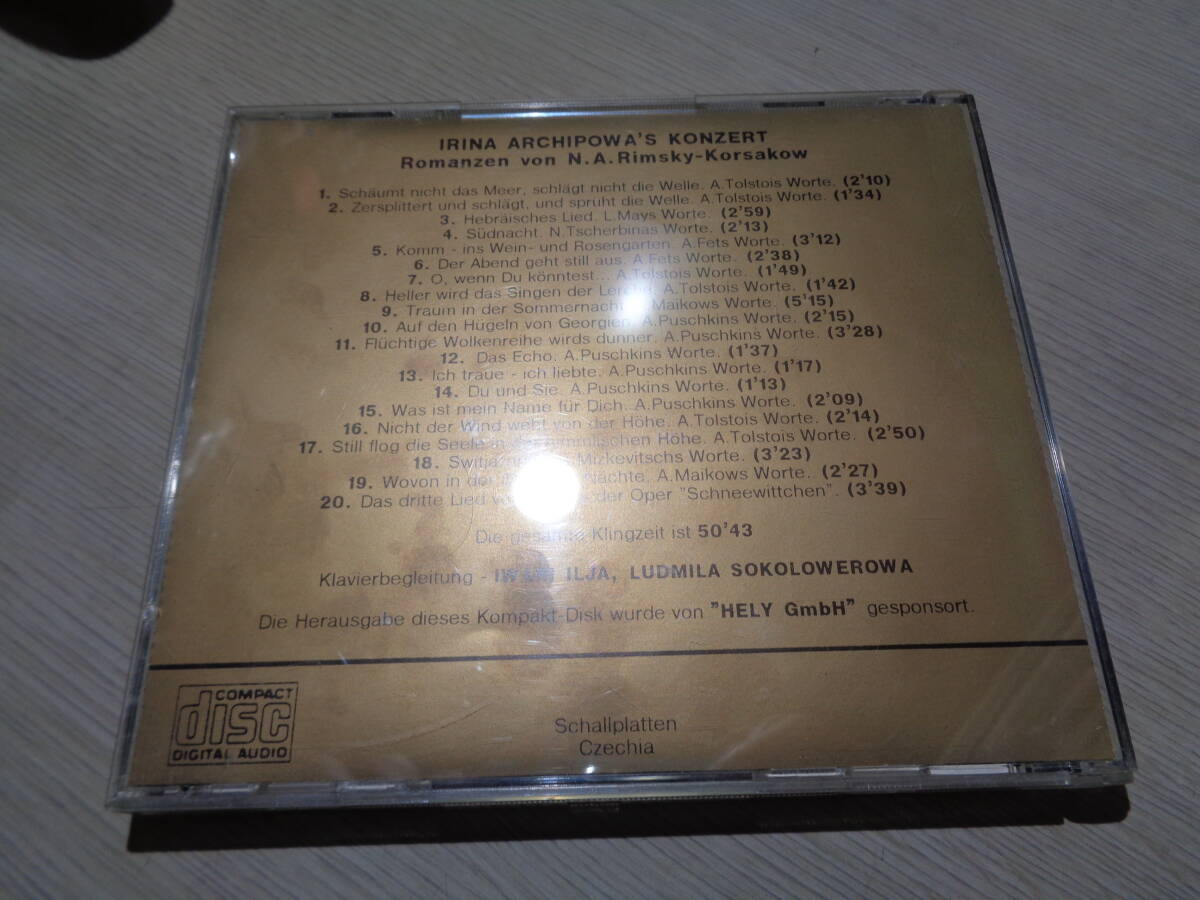 IRINA ARCHIPOWA'S KONZERT
Romanzen von N.A.Rimsky-Korsakow
1. Schäumt nicht das Meer, schlägt nicht die Welle. A.Tolstois Worte. (2'10)
2. Zersplittert und schlägt, und spruht die Welle. A.Tolstois Worte. (1'34)
3. Hebräisches Lied. L.Mays Worte. (2'59)
4. Südnacht. N.Tscherbinas Worte. (2'13)
5. Komm - ins Wein- und Rosengarten. A.Fets Worte. (3'12)
6. Der Abend geht still aus. A.Fets Worte. (2'38)
7. O, wenn Du könntest... A.Tolstois Worte. (1'49)
8. Heller wird das Singen der A.Tolstois Worte. (1'42)
9. Traum in der Sommernacht. Maikows Worte. (5'15)
10. Auf den Hugeln von Georgien. A.Puschkins Worte. (2'15)
11. Flüchtige Wolkenreihe wirds dunner. A.Puschkins Worte. (3'28)
12. Das Echo. A.Puschkins Worte. (1'37)
13. Ich traue - ich liebte. A.Puschkins Worte. (1'17)
14. Du und Sie. A.Puschkins Worte. (1'13)
15. Was ist mein Name für Dich. A.Puschkins Worte. (2'09)
16. Nicht der Wind weht von der Höhe. A.Tolstois Worte. (2'14)
17. Still flog die Seele in Höhe. A.Tolstois Worte. (2'50)
18. Mizkevitschs Worte. (3'23)
19. Wovon in der A.Maikows Worte. (2'27)
20. Das dritte Lied der Oper "Schneewittchen". (3'39)
Die gesamte Klingzeit ist 50'43
Klavierbegleitung - ILJA, LUDMILA SOKOLOWEROWA
Die Herausgabe dieses Kompakt-Disk wurde von "HELY GmbH" gesponsort.
COMPACT
disc
DIGITAL AUDIO
Schallplatten
Czechia